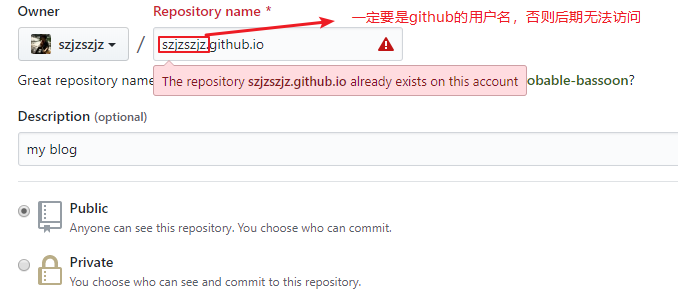 Owner
Repository name *
一定要是github的用户名，否则后期无法访问
szjzszjz
/
szjzszjz.github.io
Great repository name
obable-bassoon?
The repository szjzszjz.github.io already exists on this account
Description (optional)
my blog
Public
Anyone can see this repository. You choose who can commit.
Private
You choose who can see and commit to this repository.